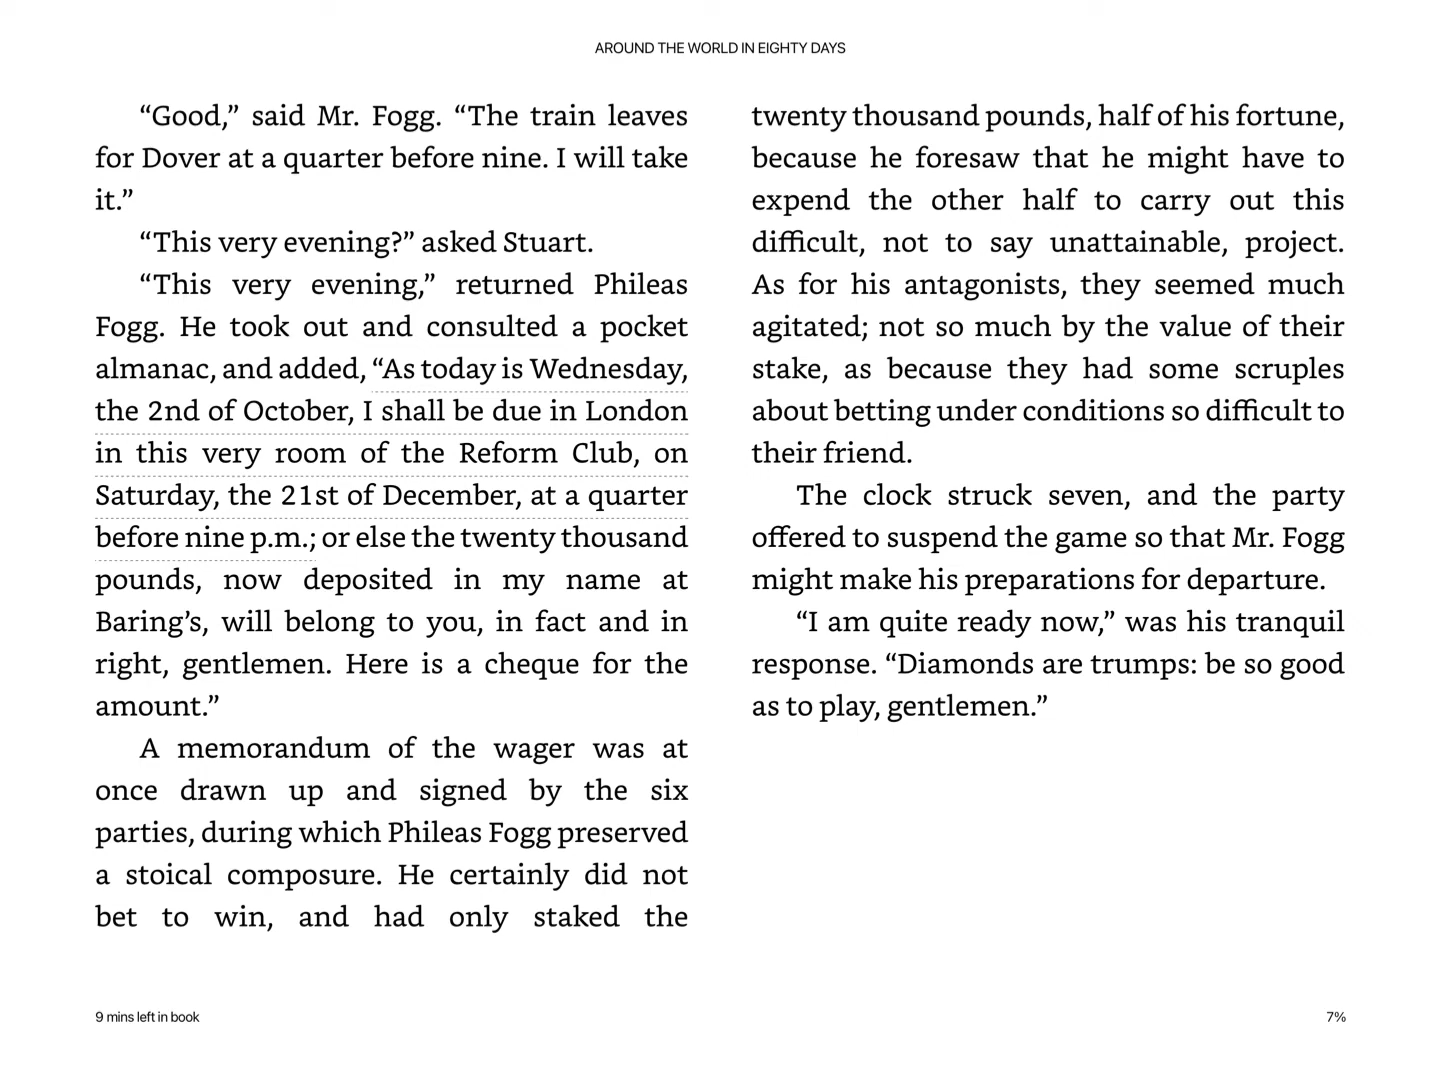 AROUND THE WORLD IN EIGHTY DAYS
“Good,” said Mr. Fogg. “The train leaves
for Dover at a quarter before nine. I will take
it.”
“This very evening?” asked Stuart.
“This very evening,” returned Phileas
Fogg. He took out and consulted a pocket
almanac, and added, “As today is Wednesday,
the 2nd of October, I shall be due in London
in this very room of the Reform Club, on
Saturday, the 21st of December, at a quarter
before nine p.m.; or else the twenty thousand
pounds, now deposited in my name at
Baring’s, will belong to you, in fact and in
right, gentlemen. Here is a cheque for the
amount.”
A memorandum of the wager was at
once drawn up and signed by the six
parties, during which Phileas Fogg preserved
a stoical composure. He certainly did not
bet to win, and had only staked the
twenty thousand pounds, half of his fortune,
because he foresaw that he might have to
expend the other half to carry out this
difficult, not to say unattainable, project.
As for his antagonists, they seemed much
agitated; not so much by the value of their
stake, as because they had some scruples
about betting under conditions so difficult to
their friend.
The clock struck seven, and the party
offered to suspend the game so that Mr. Fogg
might make his preparations for departure.
“I am quite ready now,” was his tranquil
response. “Diamonds are trumps: be so good
as to play, gentlemen.”
9 mins left in book
7%